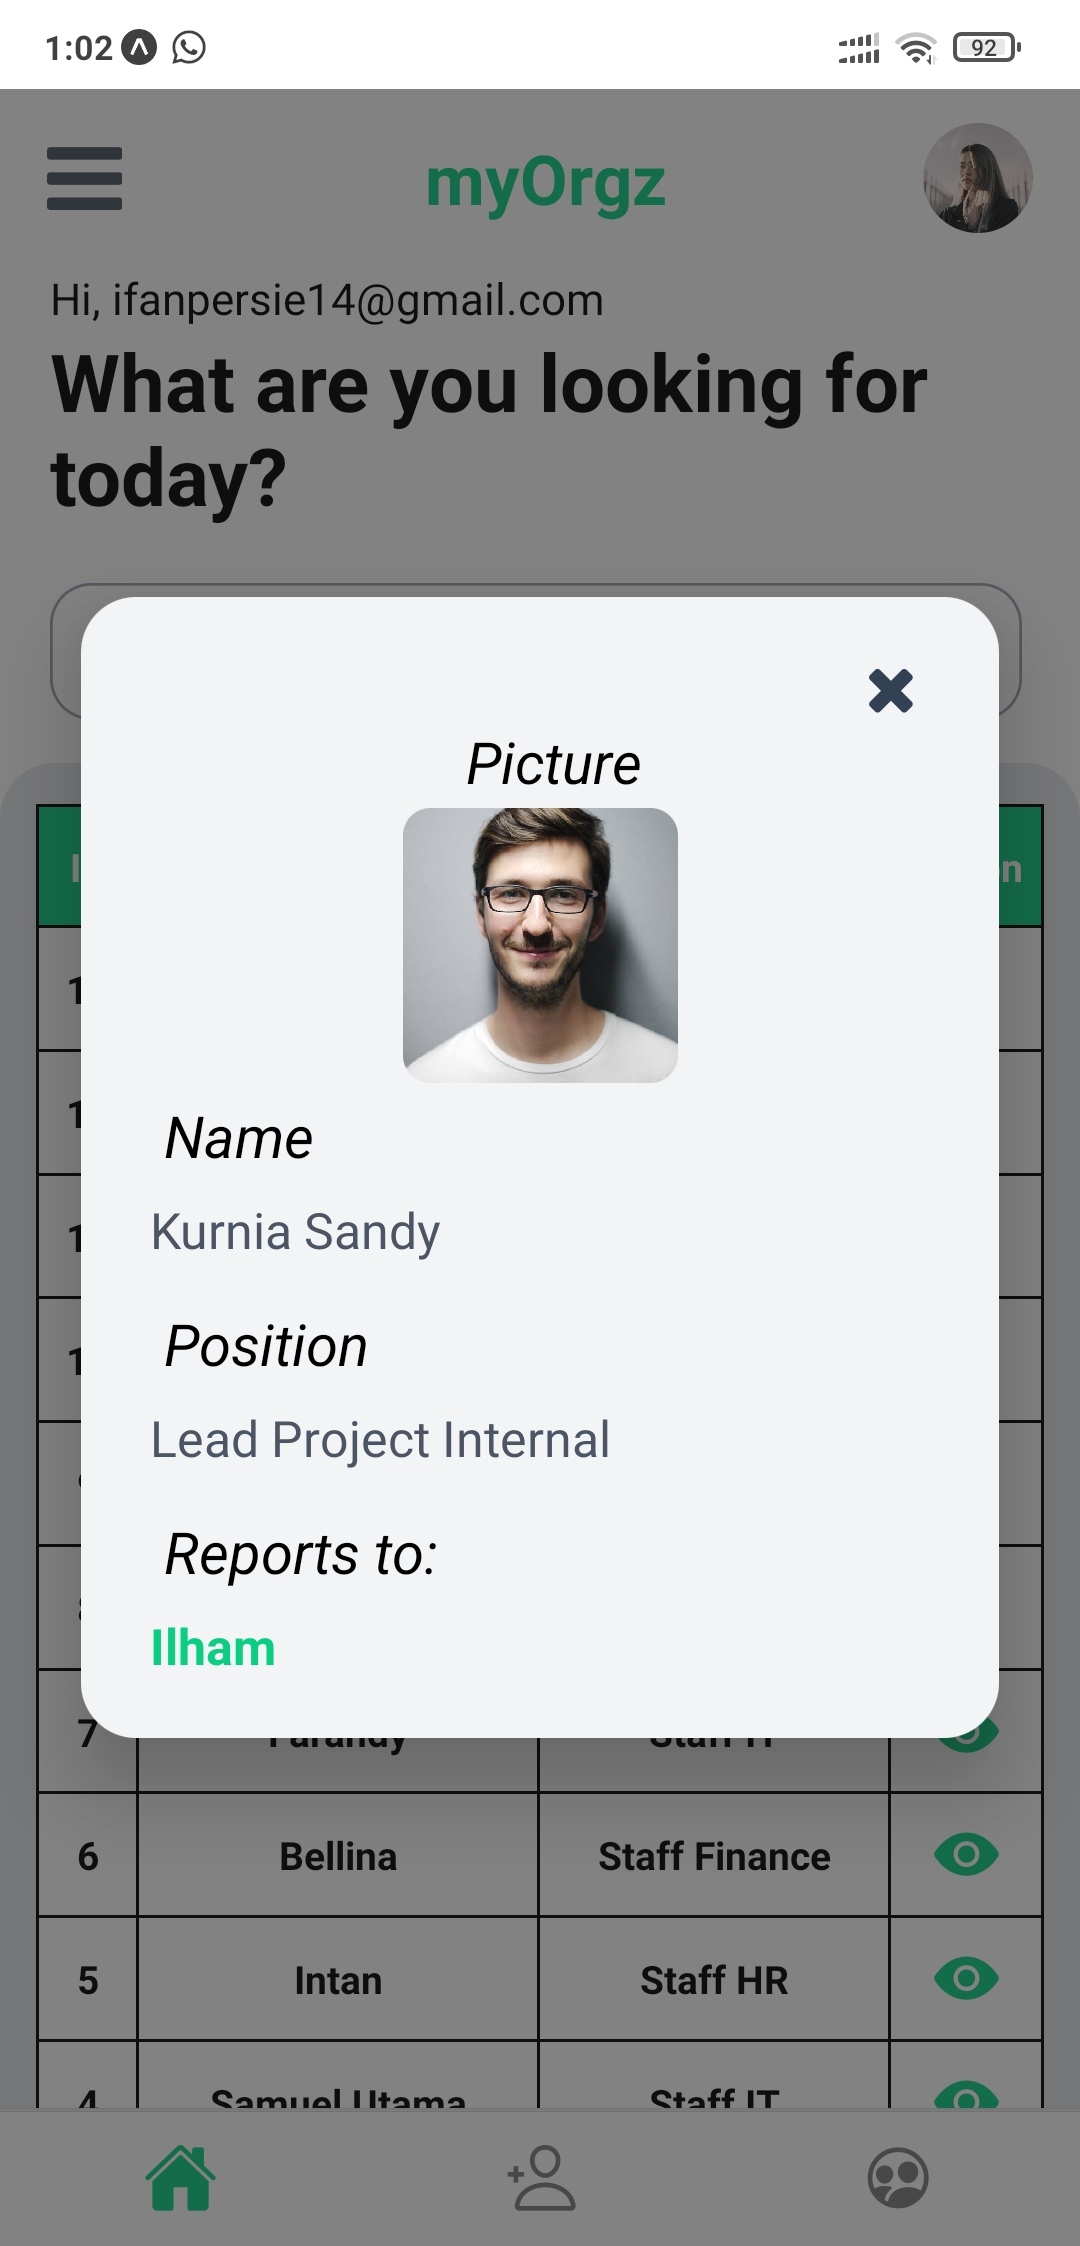 1:02
92
myOrgz
Hi, ifanpersie14@gmail.com
What are you looking for
today?
Picture
Name
Kurnia Sandy
Position
Lead Project Internal
Reports to:
Ilham
7
6 Bellina Staff Finance
5 Intan Staff HR
4 Samuel Utama Staff IT